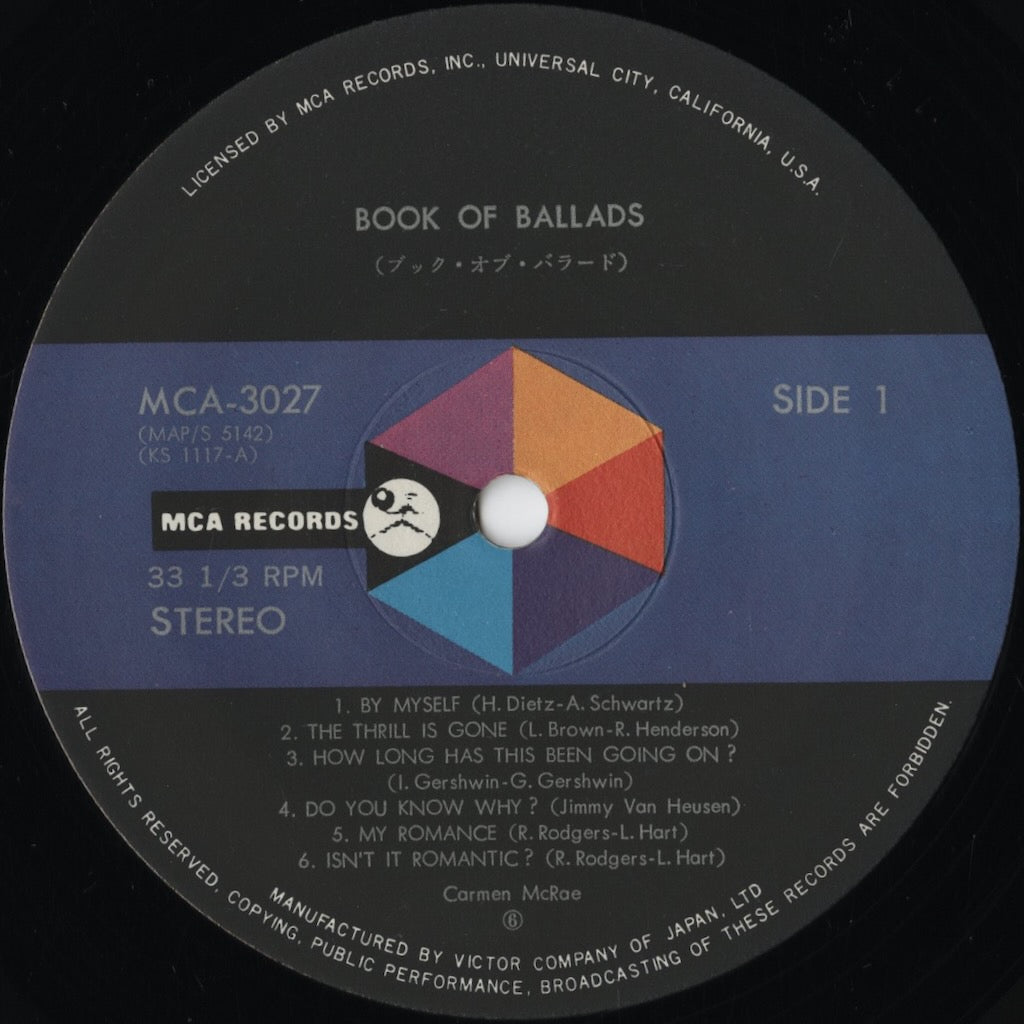 LICENSED BY MCA RECORDS, INC., UNIVERSAL CITY, CALIFORNIA, U.S.A.
BOOK OF BALLADS
(ブック・オブ・バラード)
MCA-3027
(MAP/S 5142)
(KS 1117-A)
SIDE 1
MCA RECORDS
33 1/3 RPM
STEREO
1. BY MYSELF (H. Dietz-A. Schwartz)
2. THE THRILL IS GONE (L. Brown-R. Henderson)
3. HOW LONG HAS THIS BEEN GOING ON ?
(I. Gershwin-G. Gershwin)
4. DO YOU KNOW WHY ? (Jimmy Van Heusen)
5. MY ROMANCE (R. Rodgers-L. Hart)
6. ISN'T IT ROMANTIC ? (R. Rodgers-L. Hart)
Carmen McRae
⑥
MANUFACTURED BY VICTOR COMPANY OF JAPAN, LTD
ALL RIGHTS RESERVED, COPYING, PUBLIC PERFORMANCE, BROADCASTING OF THESE RECORDS ARE FORBIDDEN.